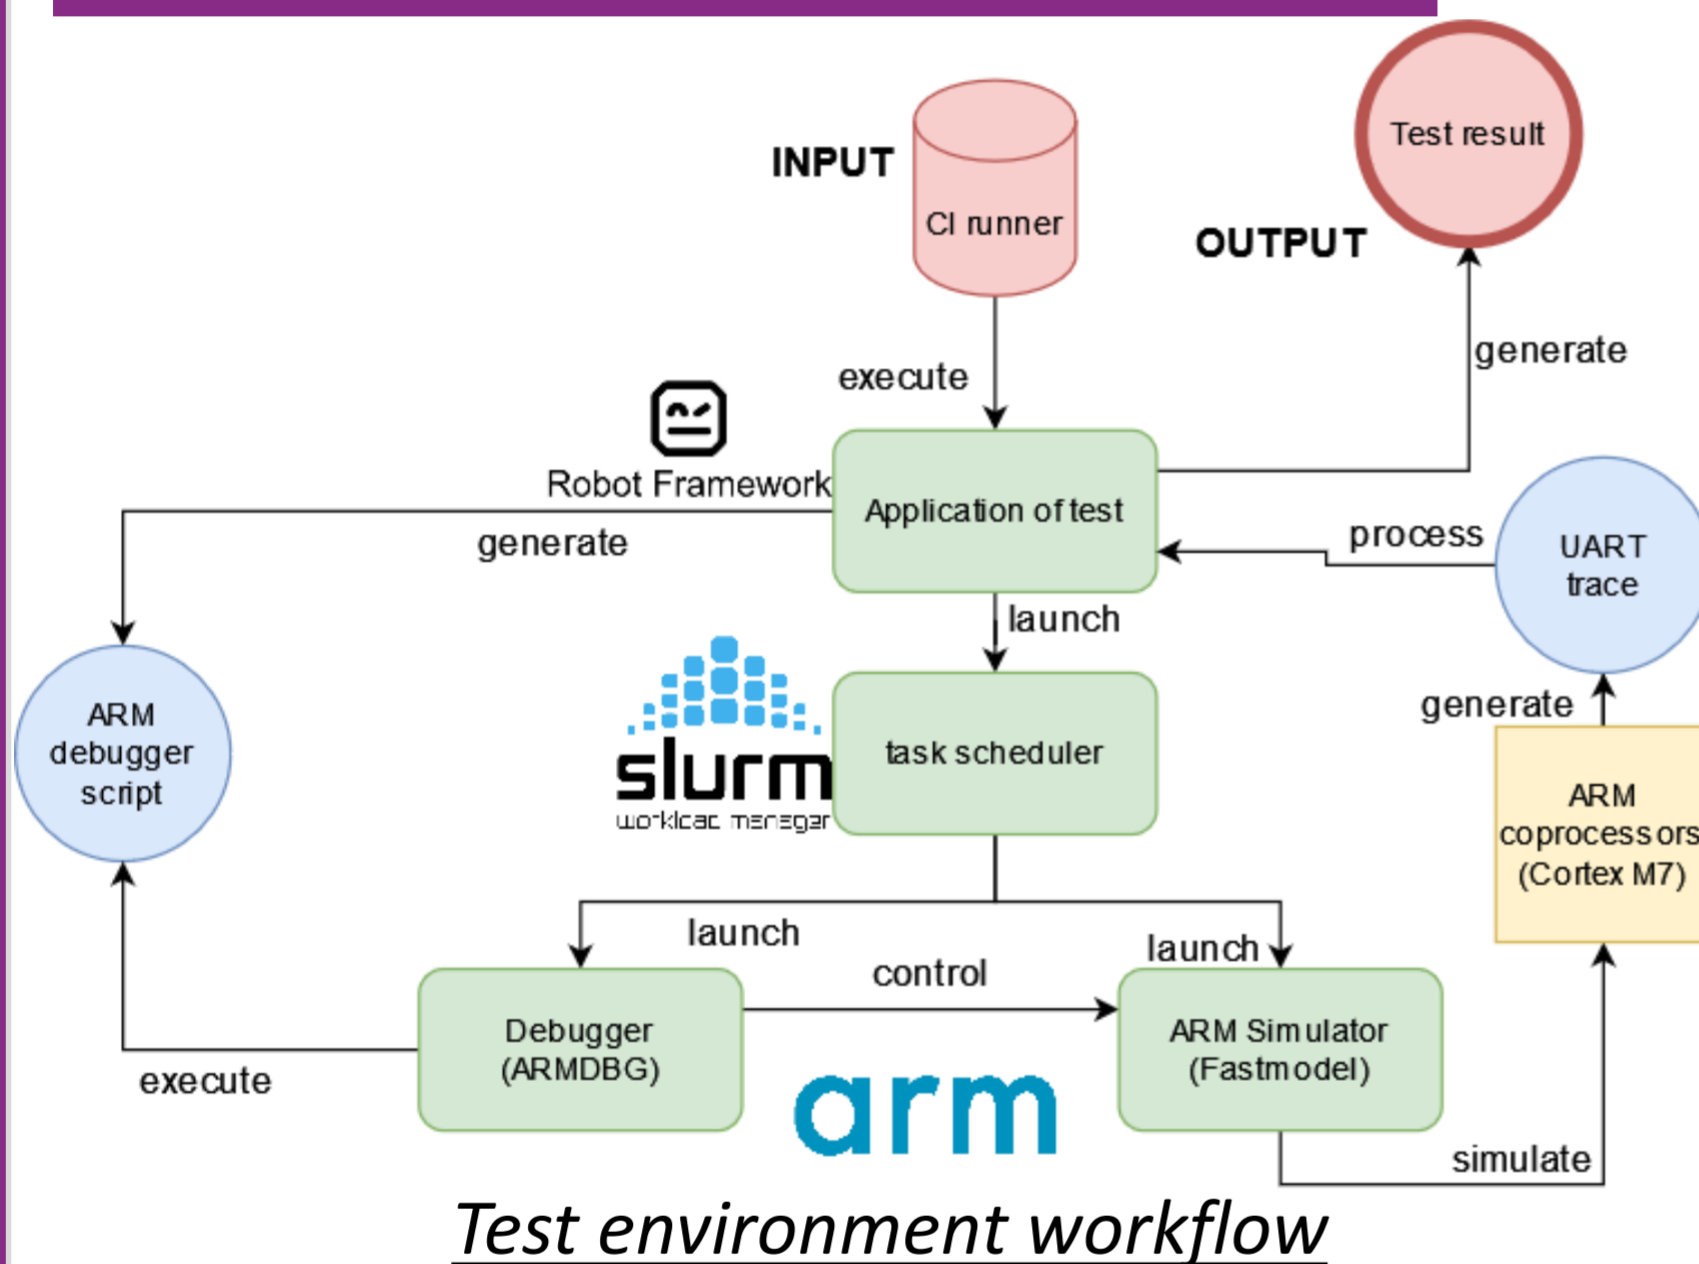 INPUT
CI runner
Test result
OUTPUT
execute
generate
Robot Framework
generate
Application of test
process
UART
trace
launch
ARM
debugger
script
slurm
workload manager
task scheduler
generate
ARM
coprocessors
(Cortex M7)
launch
launch
control
Debugger
(ARMDBG)
ARM Simulator
(Fastmodel)
execute
arm
simulate
Test environment workflow